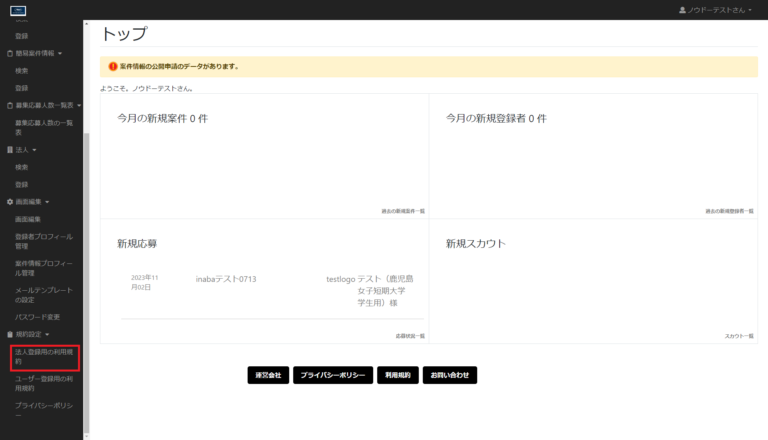 ノウドーテストさん
登録
簡易案件情報
検索
登録
募集応募人数一覧表
募集応募人数の一覧
表
法人
検索
登録
画面編集
画面編集
登録者プロフィール
管理
案件情報プロフィー
ル管理
メールテンプレート
の設定
パスワード変更
規約設定
法人登録用の利用規
約
ユーザー登録用の利
用規約
プライバシーポリシ
ー
トップ
案件情報の公開申請のデータがあります。
ようこそ。ノウドーテストさん。
今月の新規案件 0 件
過去の新規案件一覧
今月の新規登録者 0 件
過去の新規登録者一覧
新規応募
2023年11
月02日
inabaテスト0713
testlogo テスト（鹿児島
女子短期大学
学生用）様
応募状況一覧
新規スカウト
スカウト一覧
運営会社
プライバシーポリシー
利用規約
お問い合わせ